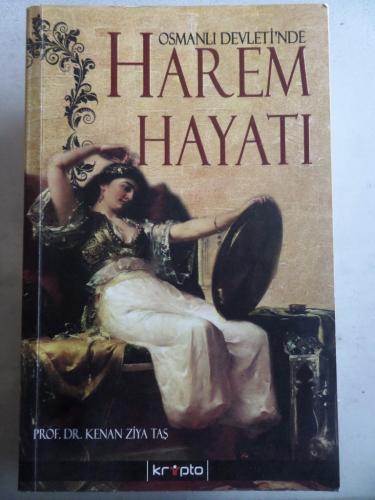 OSMANLI DEVLETİ'NDE
HAREM
HAYATI
PROF. DR. KENAN ZİYA TAŞ
kripto